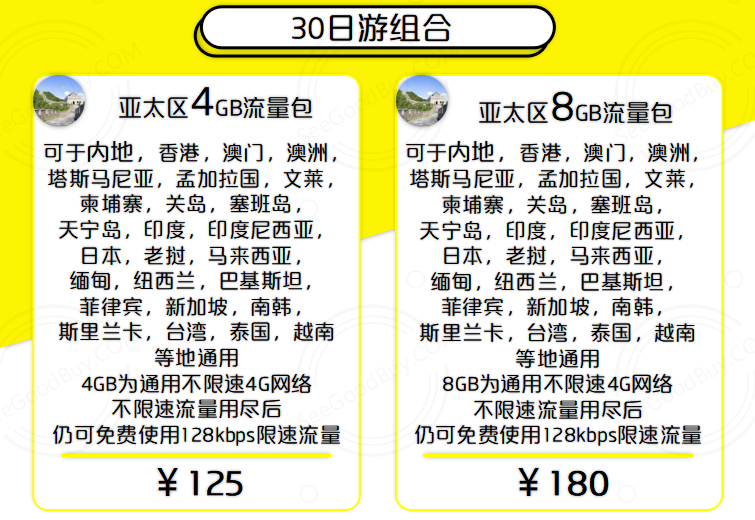 30日游组合
亚太区4GB流量包
可于内地，香港，澳门，澳洲，
塔斯马尼亚，孟加拉国，文莱，
柬埔寨，关岛，塞班岛，
天宁岛，印度，印度尼西亚，
日本，老挝，马来西亚，
缅甸，纽西兰，巴基斯坦，
菲律宾，新加坡，南韩，
斯里兰卡，台湾，泰国，越南
等地通用
4GB为通用不限速4G网络
不限速流量用尽后
仍可免费使用128kbps限速流量
￥125
亚太区8GB流量包
可于内地，香港，澳门，澳洲，
塔斯马尼亚，孟加拉国，文莱，
柬埔寨，关岛，塞班岛，
天宁岛，印度，印度尼西亚，
日本，老挝，马来西亚，
缅甸，纽西兰，巴基斯坦，
菲律宾，新加坡，南韩，
斯里兰卡，台湾，泰国，越南
等地通用
8GB为通用不限速4G网络
不限速流量用尽后
仍可免费使用128kbps限速流量
￥180
SeeGoodBuy.COM